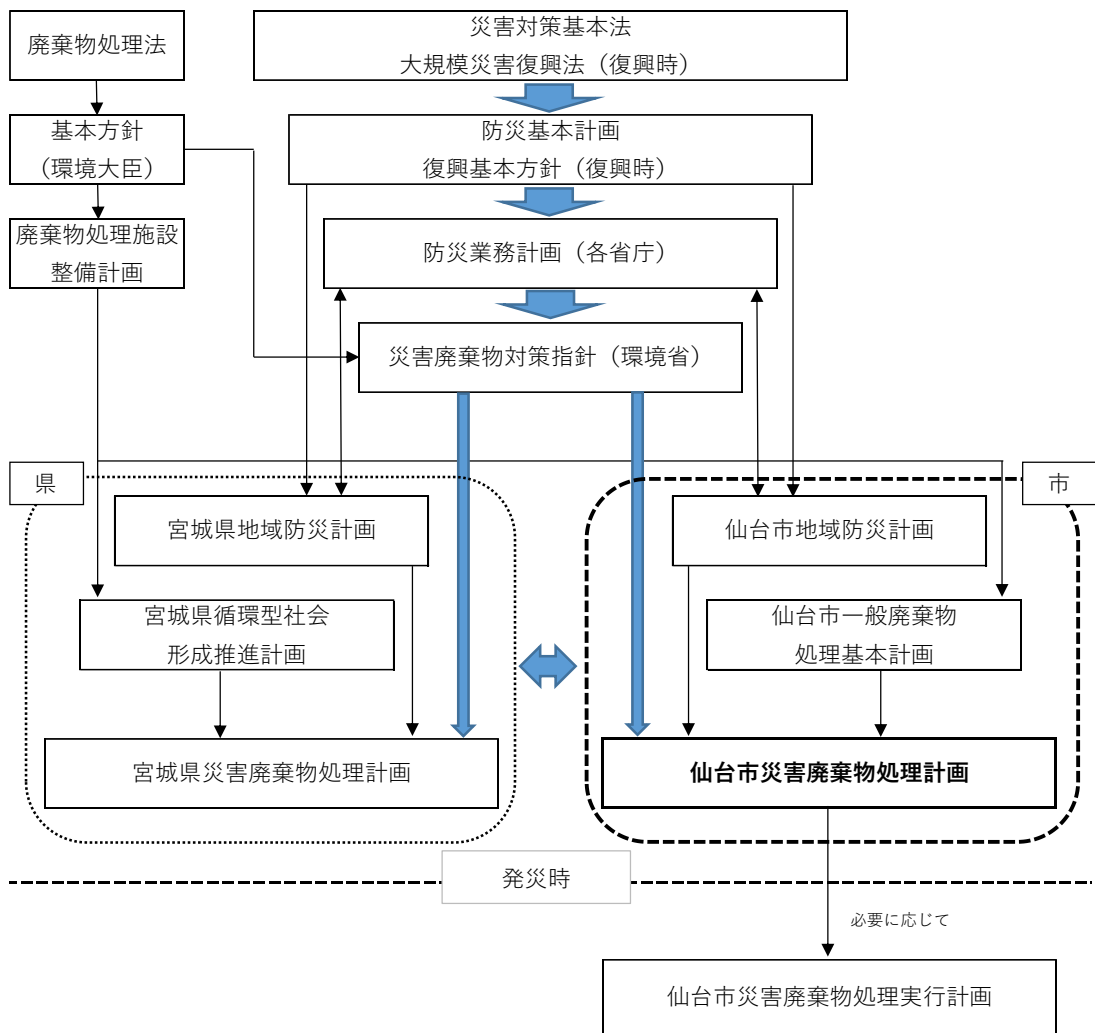 廃棄物処理法
災害対策基本法
大規模災害復興法（復興時）
基本方針
（環境大臣）
防災基本計画
復興基本方針（復興時）
廃棄物処理施設
整備計画
防災業務計画（各省庁）
災害廃棄物対策指針（環境省）
県
市
宮城県地域防災計画
仙台市地域防災計画
宮城県循環型社会
形成推進計画
仙台市一般廃棄物
処理基本計画
宮城県災害廃棄物処理計画
仙台市災害廃棄物処理計画
発災時
必要に応じて
仙台市災害廃棄物処理実行計画